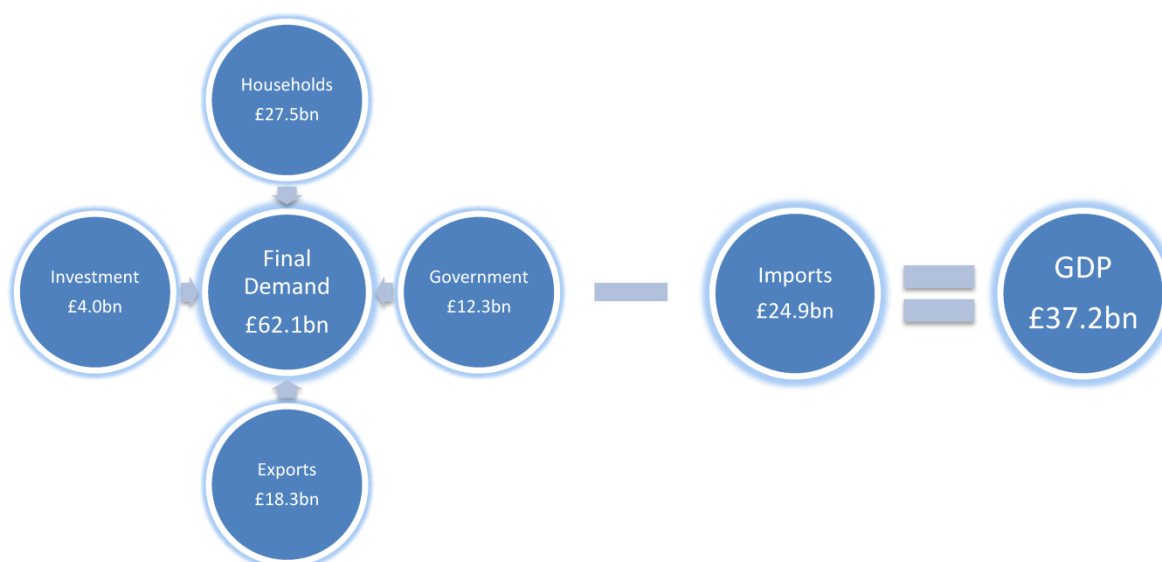 Households
£27.5bn
Investment
£4.0bn
Final
Demand
£62.1bn
Government
£12.3bn
Exports
£18.3bn
Imports
£24.9bn
GDP
£37.2bn